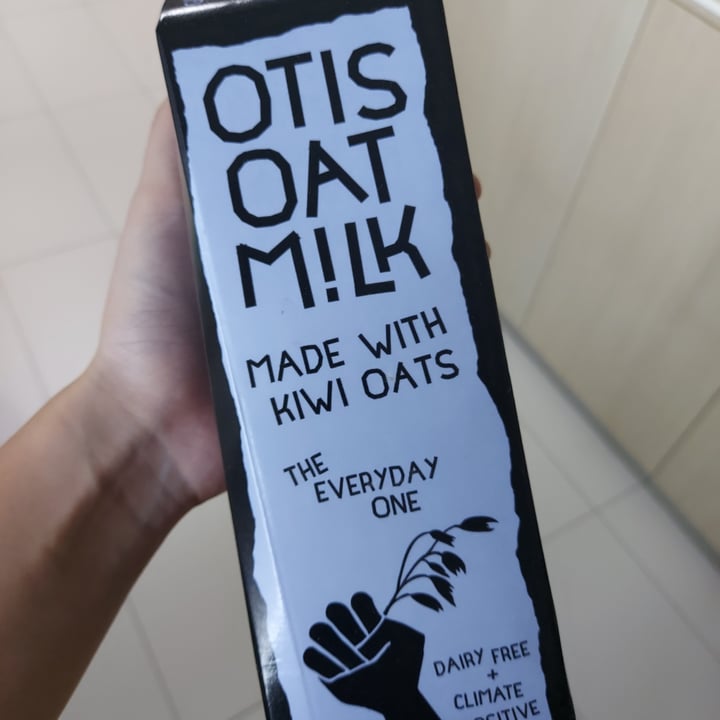 OTIS
OAT
M!LK
MADE WITH
KIWI OATS
THE
EVERYDAY
ONE
DAIRY FREE
+
CLIMATE